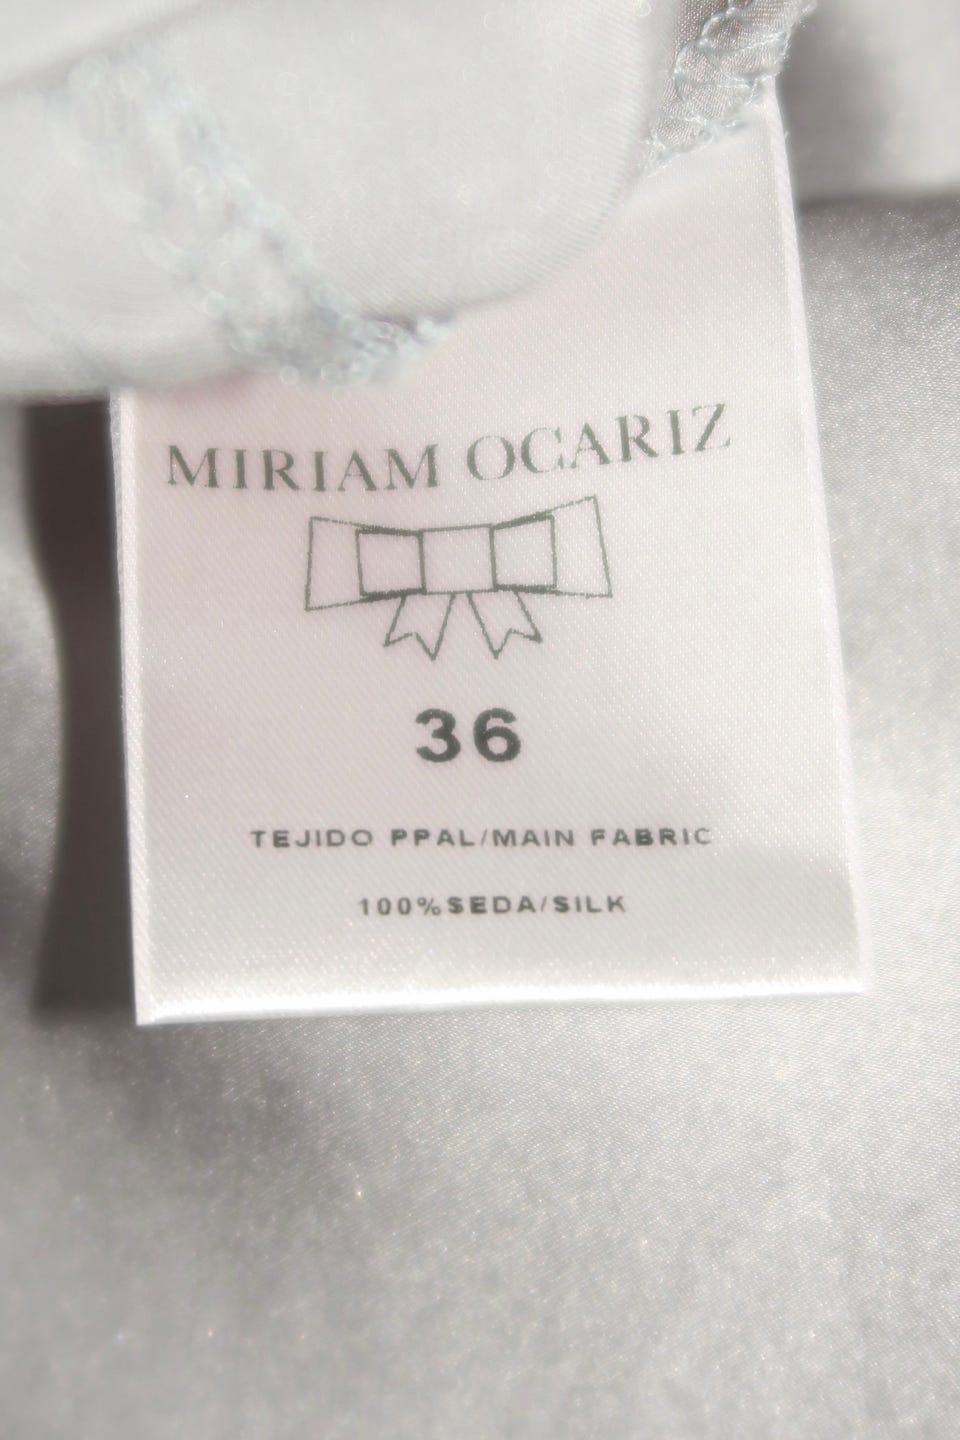 MIRIAM OCARIZ
36
TEJIDO PPAL/MAIN FABRIC
100%SEDA/SILK